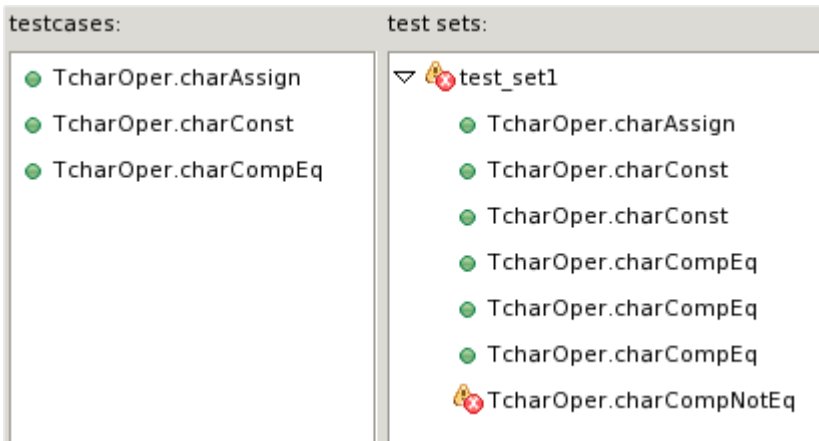 testcases:
TcharOper.charAssign
TcharOper.charConst
TcharOper.charCompEq
test sets:
test_set1
TcharOper.charAssign
TcharOper.charConst
TcharOper.charConst
TcharOper.charCompEq
TcharOper.charCompEq
TcharOper.charCompEq
TcharOper.charCompNotEq